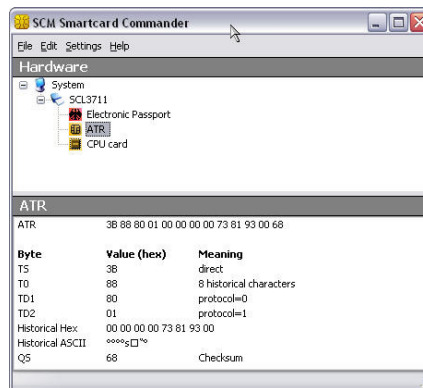 SCM Smartcard Commander
File Edit Settings Help
Hardware
System
SCL3711
Electronic Passport
ATR
CPU card
ATR
ATR 3B 88 80 01 00 00 00 00 73 81 93 00 68
Byte Value (hex) Meaning
TS 3B direct
T0 88 8 historical characters
TD1 80 protocol=0
TD2 01 protocol=1
Historical Hex 00 00 00 00 73 81 93 00
Historical ASCII °°°°s□"°
QS 68 Checksum